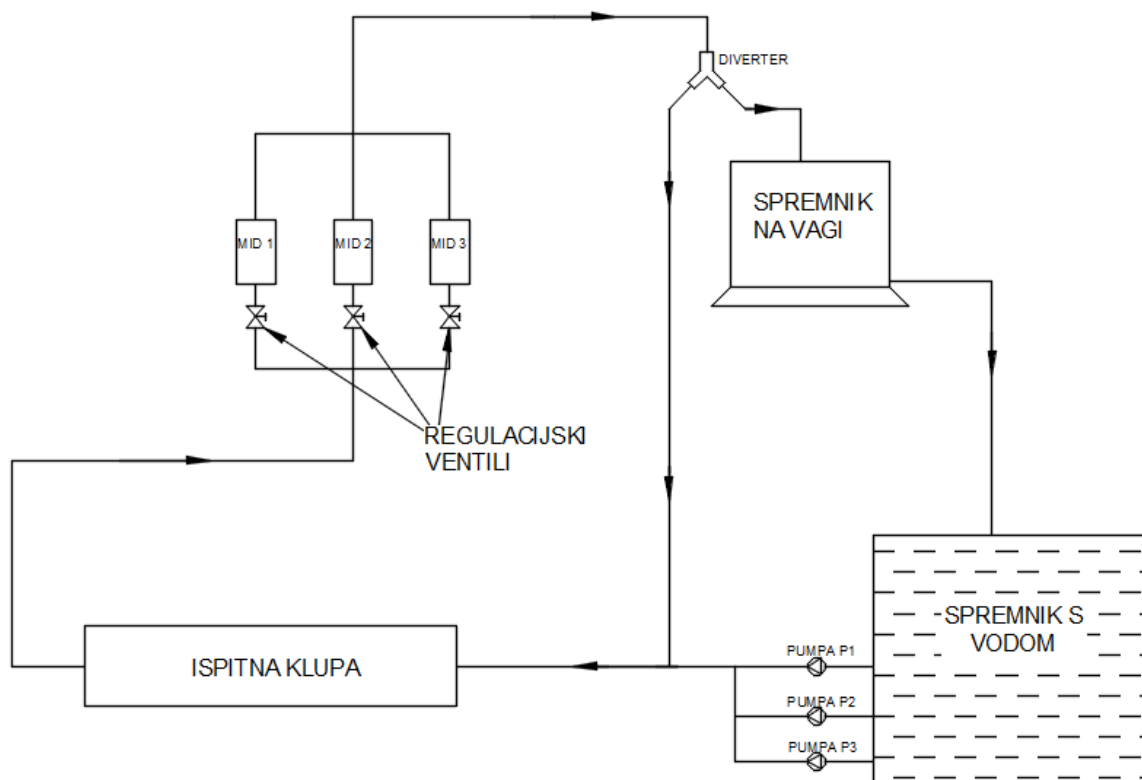 DIVERTER
SPREMNIK
NA VAGI
MID 1
MID 2
MID 3
REGULACIJSKI
VENTILI
SPREMNIK S
VODOM
ISPITNA KLUPA
PUMPA P1
PUMPA P2
PUMPA P3